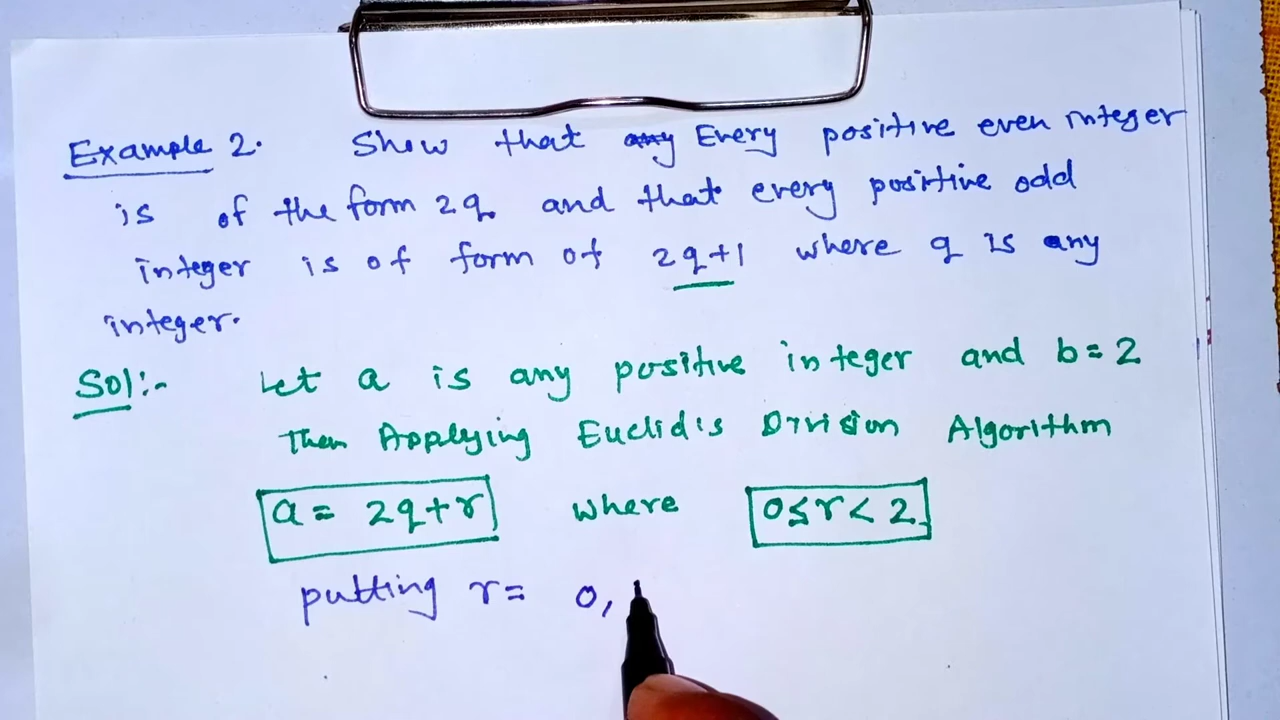 Example 2. Show that any Every positive even integer
is of the form 2q and that every positive odd
integer is of form of 2q+1 where q is any
integer.
Sol:- Let a is any positive integer and b = 2
Then Applying Euclid's Division Algorithm
a = 2q+r where 0≤r<2
putting r = 0,